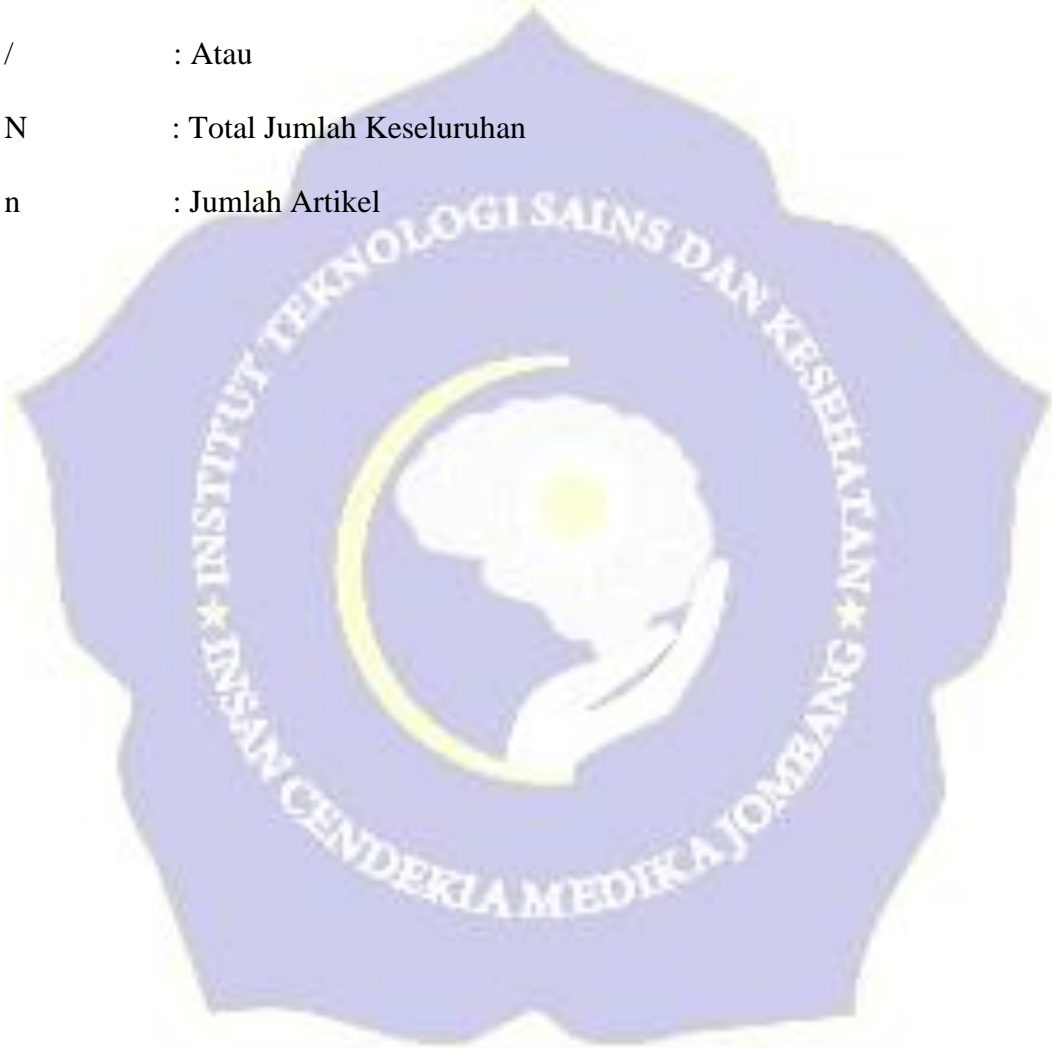 / : Atau
N : Total Jumlah Keseluruhan
n : Jumlah Artikel
INSTITUT TEKNOLOGI SAINS DAN KESEHATAN
★ INSAN CENDEKIA MEDIKA JOMBANG ★